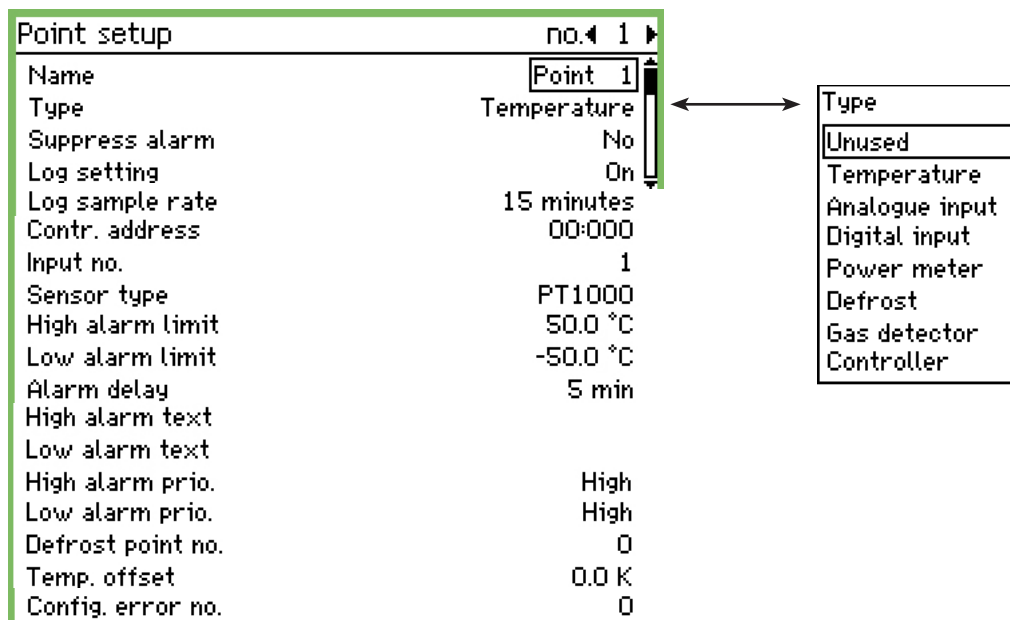 Point setup no. 1
Name Point 1
Type Temperature
Suppress alarm No
Log setting On
Log sample rate 15 minutes
Contr. address 00:000
Input no. 1
Sensor type PT1000
High alarm limit 50.0 °C
Low alarm limit -50.0 °C
Alarm delay 5 min
High alarm text
Low alarm text
High alarm prio. High
Low alarm prio. High
Defrost point no. 0
Temp. offset 0.0 K
Config. error no. 0
Type
Unused
Temperature
Analogue input
Digital input
Power meter
Defrost
Gas detector
Controller